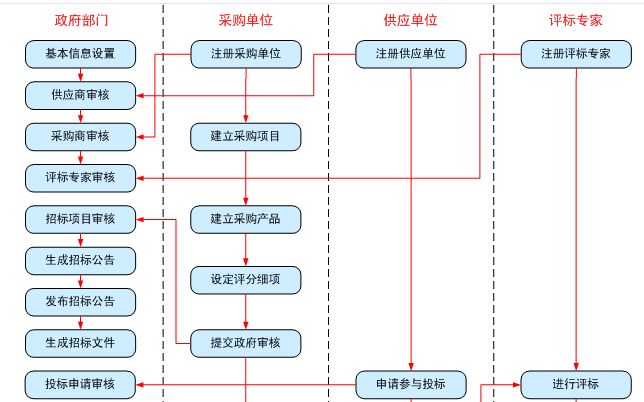 政府部门
采购单位
供应单位
评标专家
基本信息设置
注册采购单位
注册供应单位
注册评标专家
供应商审核
采购商审核
建立采购项目
评标专家审核
招标项目审核
建立采购产品
生成招标公告
设定评分细项
发布招标公告
生成招标文件
提交政府审核
投标申请审核
申请参与投标
进行评标